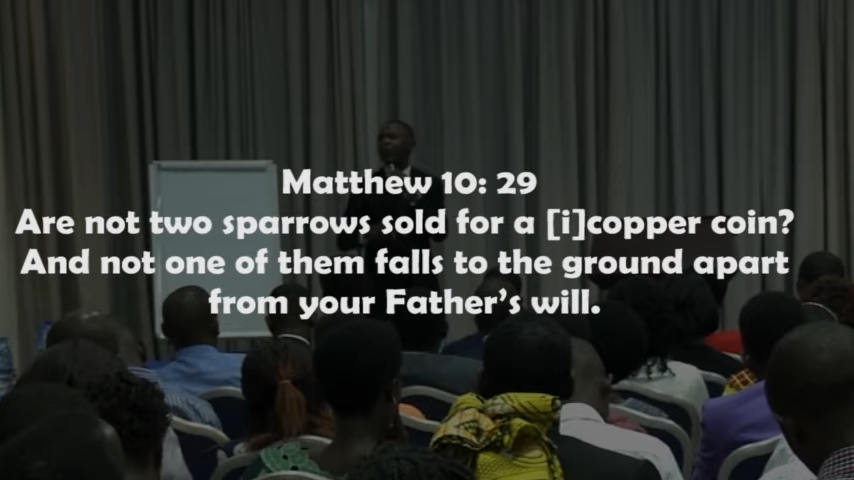 Matthew 10: 29
Are not two sparrows sold for a [i]copper coin?
And not one of them falls to the ground apart
from your Father's will.